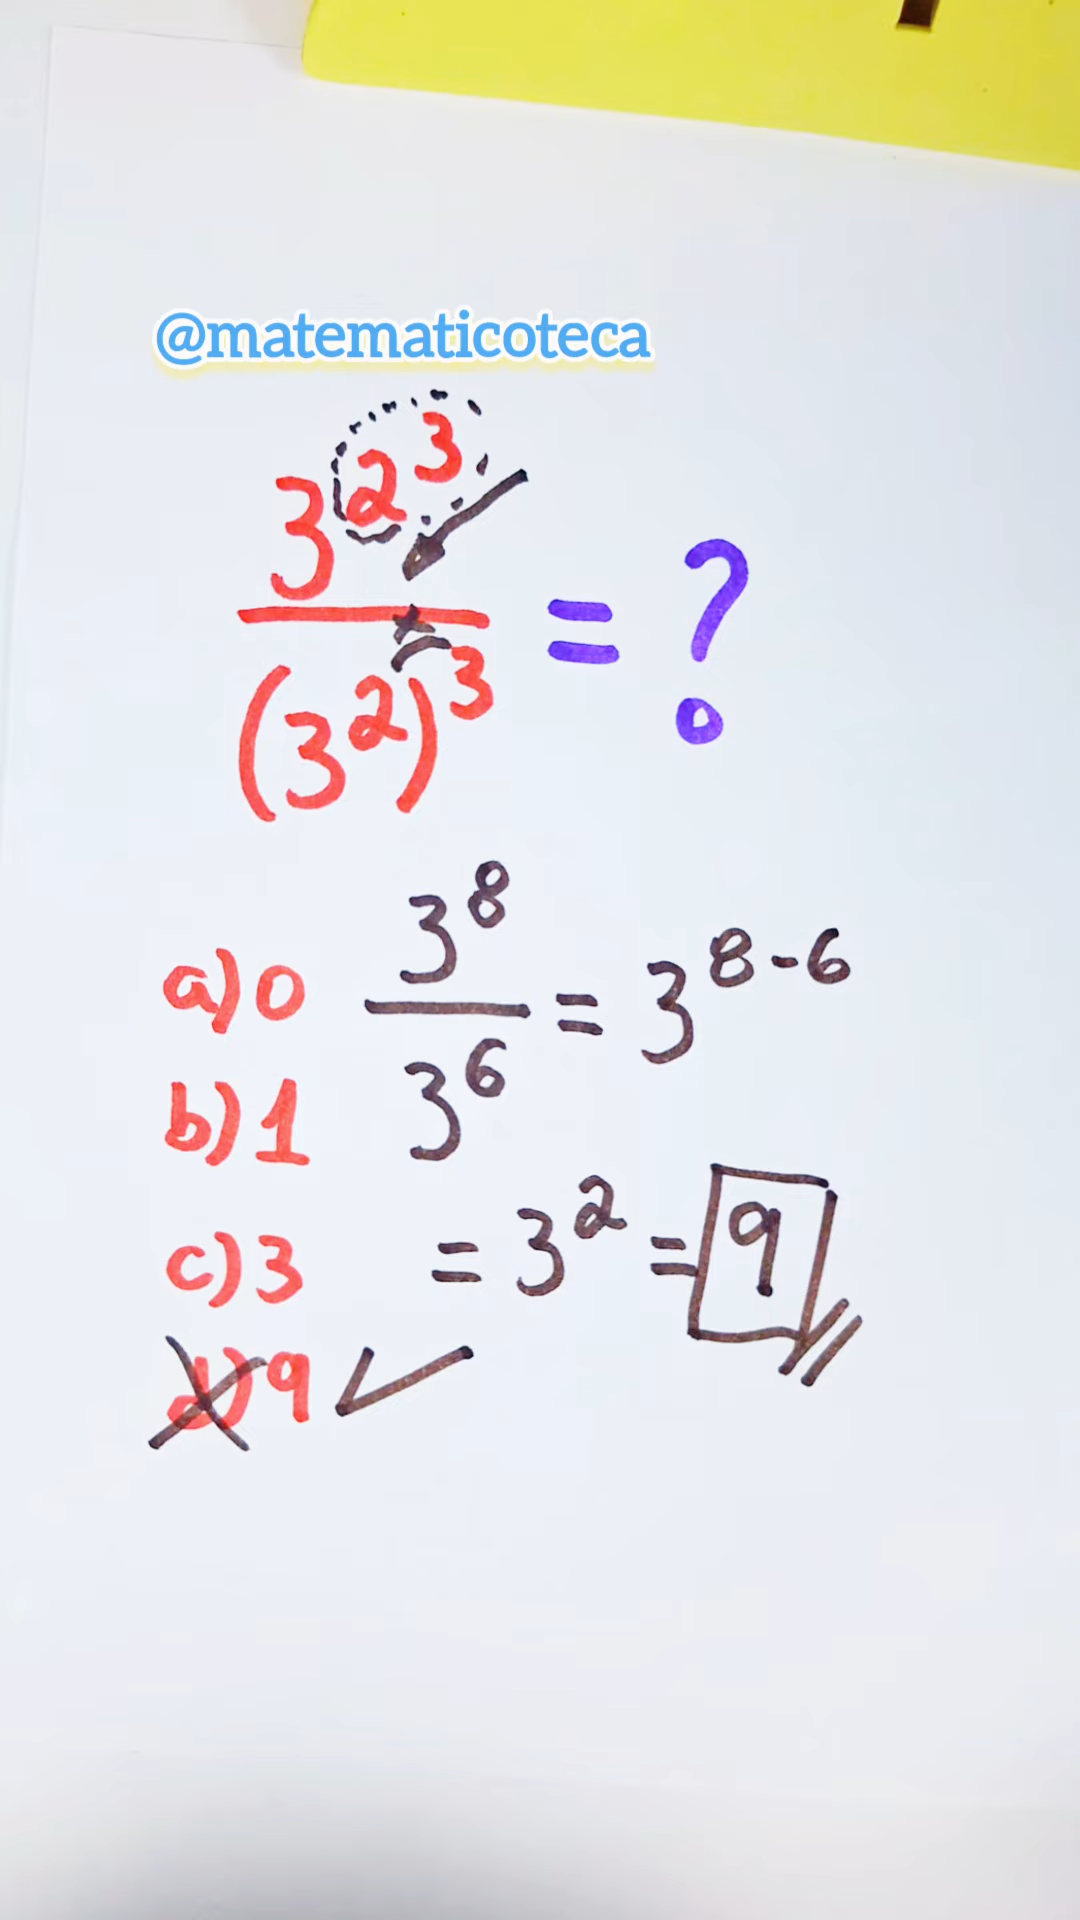 @matematicoteca
3^2^3
/(3^2)^3 = ?
a) 0
3^8/3^6 = 3^8-6
b) 1
c) 3
= 3^2 = 9
d) 9 ✓